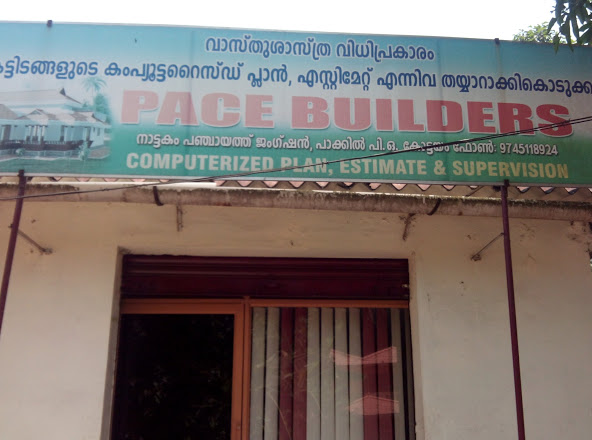 വാസ്തുശാസ്ത്ര വിധിപ്രകാരം
കെട്ടിടങ്ങളുടെ കംപ്യൂട്ടറൈസ്ഡ് പ്ലാൻ, എസ്റ്റിമേറ്റ് എന്നിവ തയ്യാറാക്കികൊടുക്ക
PACE BUILDERS
നാട്ടകം പഞ്ചായത്ത് ജംഗ്ഷൻ, പാക്കിൽ പി.ഒ. കോട്ടയം ഫോൺ: 9745118924
COMPUTERIZED PLAN, ESTIMATE & SUPERVISION